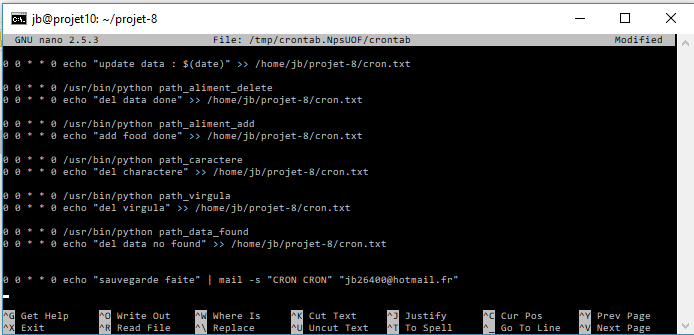 jb@projet10: ~/projet-8
GNU nano 2.5.3 File: /tmp/crontab.NpsUOF/crontab Modified
0 0 * * 0 echo "update data : $(date)" >> /home/jb/projet-8/cron.txt
0 0 * * 0 /usr/bin/python path_aliment_delete
0 0 * * 0 echo "del data done" >> /home/jb/projet-8/cron.txt
0 0 * * 0 /usr/bin/python path_aliment_add
0 0 * * 0 echo "add food done" >> /home/jb/projet-8/cron.txt
0 0 * * 0 /usr/bin/python path_caractere
0 0 * * 0 echo "del charactere" >> /home/jb/projet-8/cron.txt
0 0 * * 0 /usr/bin/python path_virgula
0 0 * * 0 echo "del virgula" >> /home/jb/projet-8/cron.txt
0 0 * * 0 /usr/bin/python path_data_found
0 0 * * 0 echo "del data no found" >> /home/jb/projet-8/cron.txt
0 0 * * 0 echo "sauvegarde faite" | mail -s "CRON CRON" "jb26400@hotmail.fr"
^G Get Help ^O Write Out ^W Where Is ^K Cut Text ^J Justify ^C Cur Pos ^Y Prev Page
^X Exit ^R Read File ^\ Replace ^U Uncut Text ^T To Spell ^_ Go To Line ^V Next Page